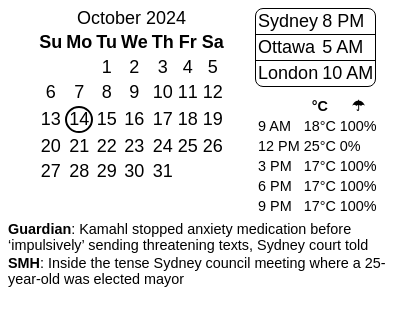 October 2024
Su Mo Tu We Th Fr Sa
1 2 3 4 5
6 7 8 9 10 11 12
13 14 15 16 17 18 19
20 21 22 23 24 25 26
27 28 29 30 31
Sydney 8 PM
Ottawa 5 AM
London 10 AM
°C ☂
9 AM 18°C 100%
12 PM 25°C 0%
3 PM 17°C 100%
6 PM 17°C 100%
9 PM 17°C 100%
Guardian: Kamahl stopped anxiety medication before
‘impulsively’ sending threatening texts, Sydney court told
SMH: Inside the tense Sydney council meeting where a 25-
year-old was elected mayor